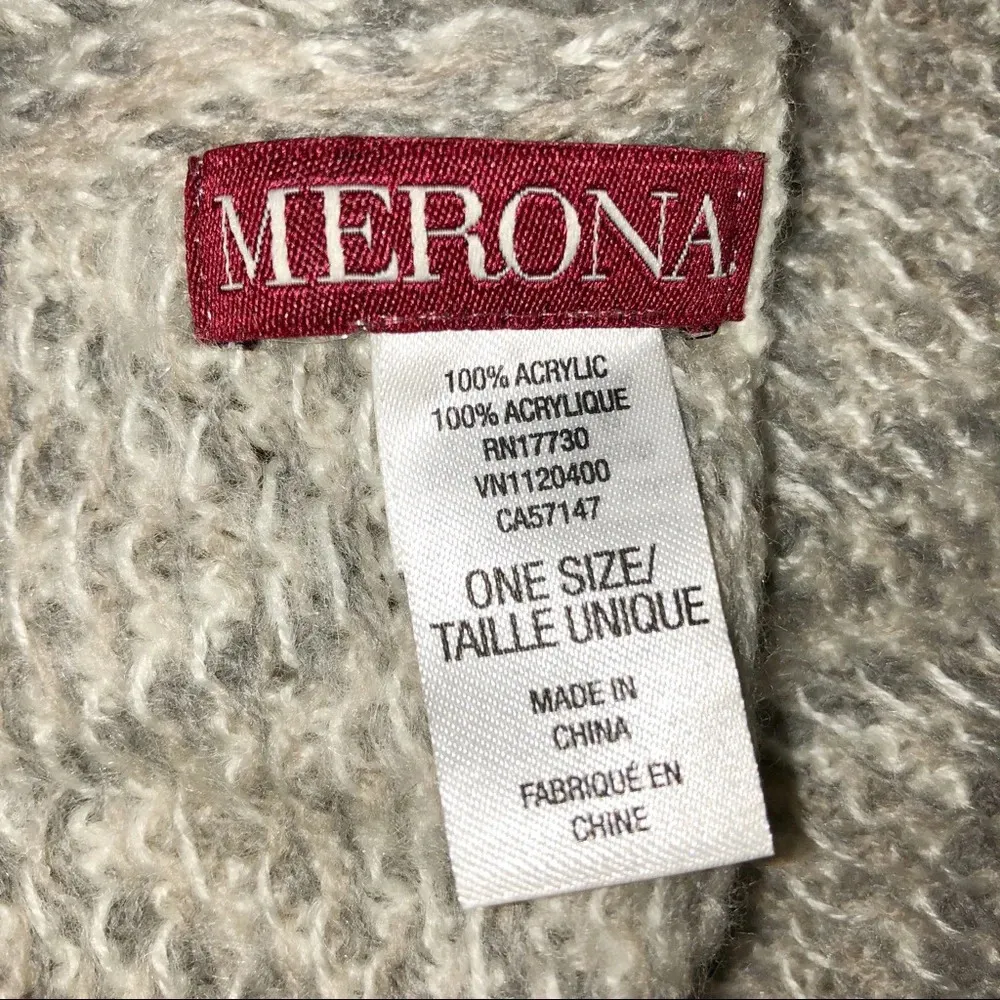 MERONA.
100% ACRYLIC
100% ACRYLIQUE
RN17730
VN1120400
CA57147
ONE SIZE/
TAILLE UNIQUE
MADE IN
CHINA
FABRIQUÉ EN
CHINE